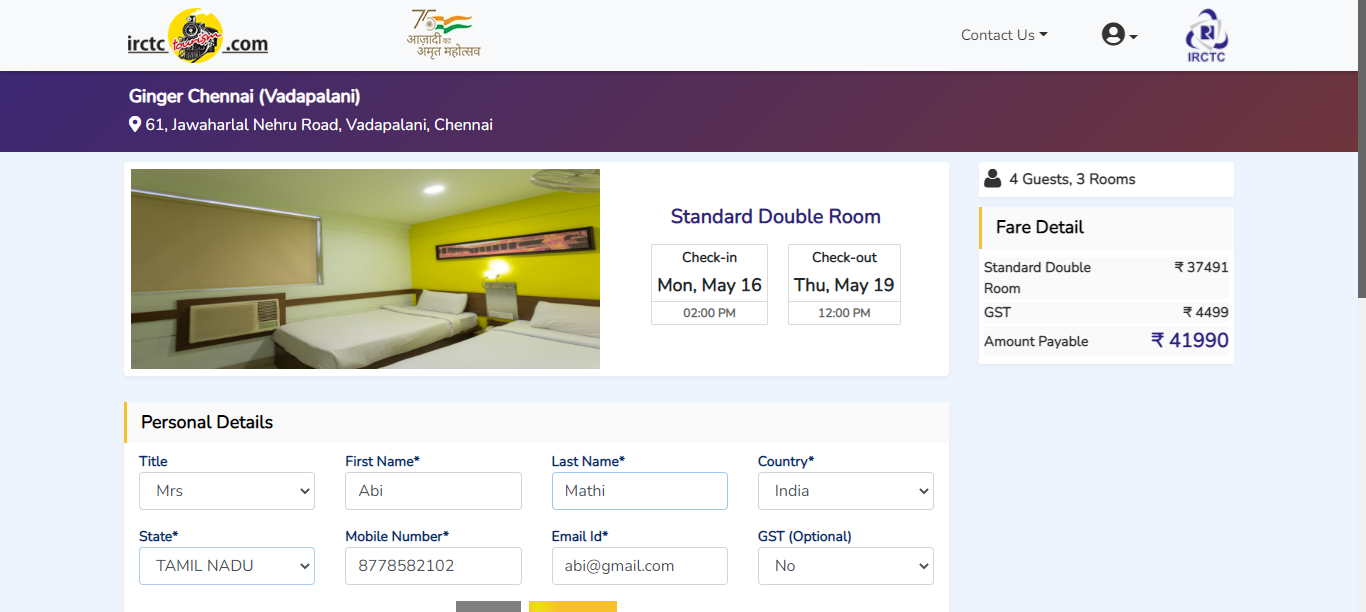 irctc tourism .com
75
आज़ादी का
अमृत महोत्सव
Contact Us
IRCTC
Ginger Chennai (Vadapalani)
61, Jawaharlal Nehru Road, Vadapalani, Chennai
Standard Double Room
Check-in
Mon, May 16
02:00 PM
Check-out
Thu, May 19
12:00 PM
4 Guests, 3 Rooms
Fare Detail
Standard Double
Room
₹ 37491
GST ₹ 4499
Amount Payable ₹ 41990
Personal Details
Title First Name* Last Name* Country*
Mrs Abi Mathi India
State* Mobile Number* Email Id* GST (Optional)
TAMIL NADU 8778582102 abi@gmail.com No